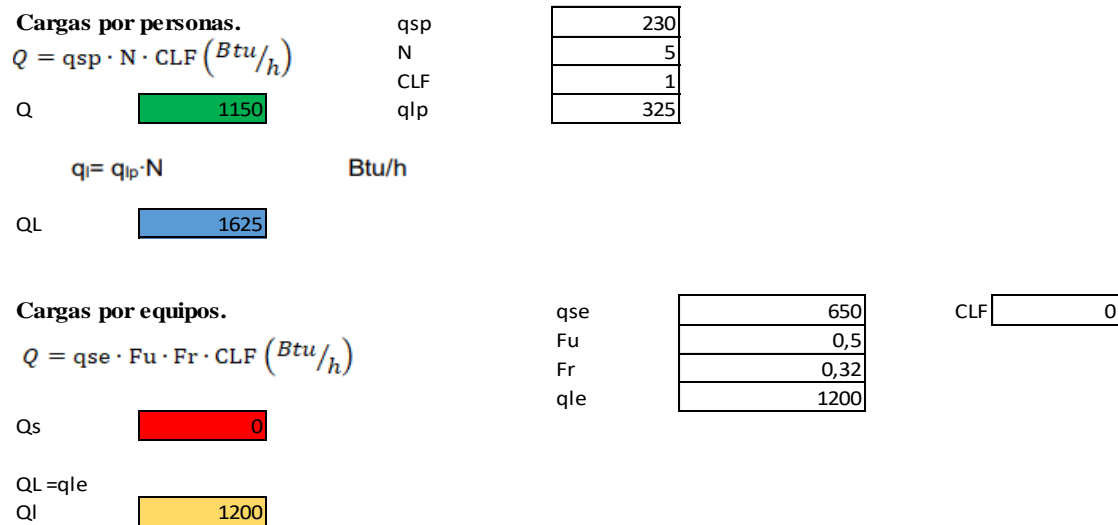 Cargas por personas. qsp 230
Q = qsp · N · CLF (Btu/h) N 5
CLF 1
Q 1150 qlp 325
ql= qlp·N Btu/h
QL 1625
Cargas por equipos. qse 650 CLF 0
Q = qse · Fu · Fr · CLF (Btu/h) Fu 0,5
Fr 0,32
qle 1200
Qs 0
QL =qle
Ql 1200